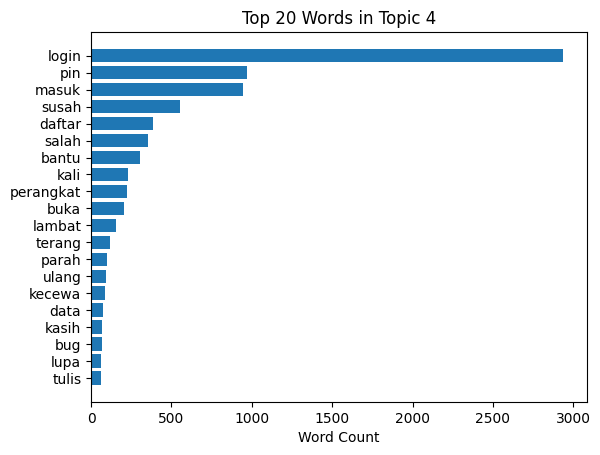 Top 20 Words in Topic 4
login
pin
masuk
susah
daftar
salah
bantu
kali
perangkat
buka
lambat
terang
parah
ulang
kecewa
data
kasih
bug
lupa
tulis
0 500 1000 1500 2000 2500 3000
Word Count